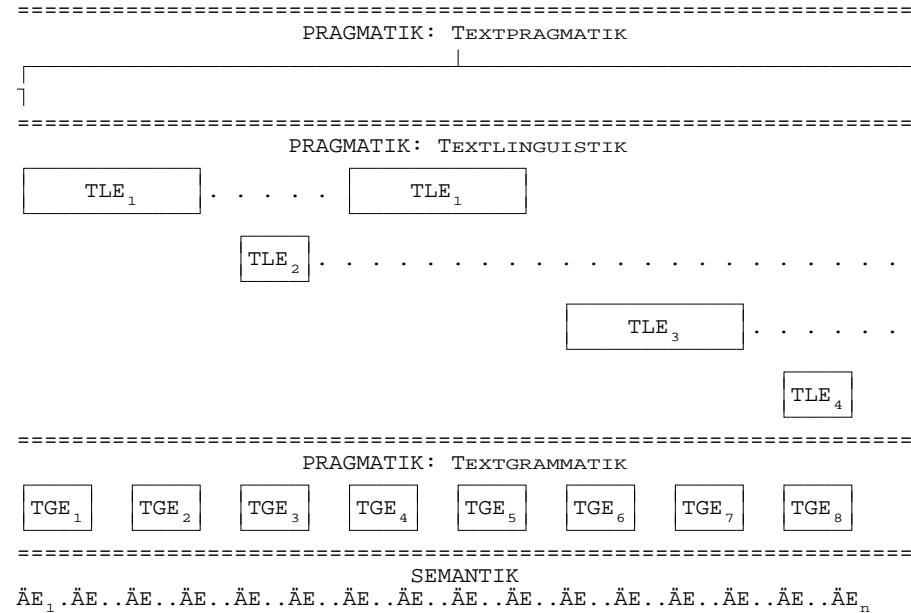 ==================================================================
PRAGMATIK: TEXTPRAGMATIK
==================================================================
PRAGMATIK: TEXTLINGUISTIK
TLE₁ . . . . . TLE₁
TLE₂ . . . . . . . . . . . . . . . . . . . . . .
TLE₃ . . . . . .
TLE₄
==================================================================
PRAGMATIK: TEXTGRAMMATIK
TGE₁ TGE₂ TGE₃ TGE₄ TGE₅ TGE₆ TGE₇ TGE₈
==================================================================
SEMANTIK
ÄE₁.ÄE..ÄE..ÄE..ÄE..ÄE..ÄE..ÄE..ÄE..ÄE..ÄE..ÄE..ÄE..ÄE..ÄE..ÄEₙ